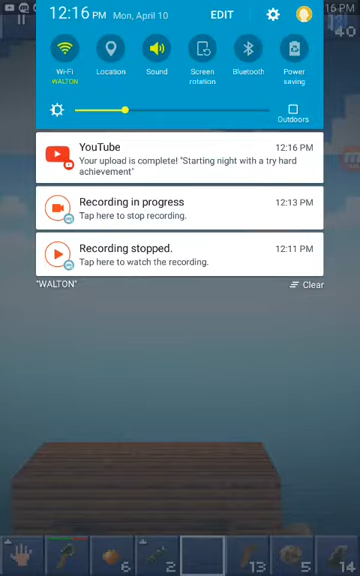 16 PM
12:16 PM Mon, April 10 EDIT
40
Wi-Fi
WALTON
Location
Sound
Screen
rotation
Bluetooth
Power
saving
Outdoors
YouTube 12:16 PM
Your upload is complete! "Starting night with a try hard
achievement"
Recording in progress 12:13 PM
Tap here to stop recording.
Recording stopped. 12:11 PM
Tap here to watch the recording.
"WALTON" Clear
6 2 13 5 14